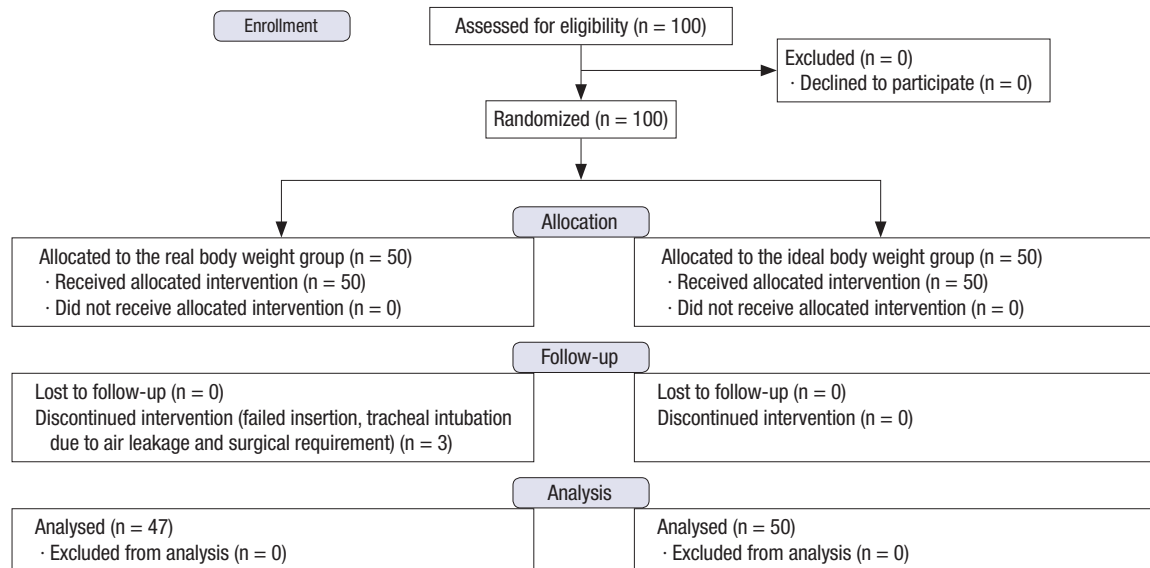 Enrollment
Assessed for eligibility (n = 100)
Excluded (n = 0)
· Declined to participate (n = 0)
Randomized (n = 100)
Allocation
Allocated to the real body weight group (n = 50)
· Received allocated intervention (n = 50)
· Did not receive allocated intervention (n = 0)
Allocated to the ideal body weight group (n = 50)
· Received allocated intervention (n = 50)
· Did not receive allocated intervention (n = 0)
Follow-up
Lost to follow-up (n = 0)
Discontinued intervention (failed insertion, tracheal intubation
due to air leakage and surgical requirement) (n = 3)
Lost to follow-up (n = 0)
Discontinued intervention (n = 0)
Analysis
Analysed (n = 47)
· Excluded from analysis (n = 0)
Analysed (n = 50)
· Excluded from analysis (n = 0)